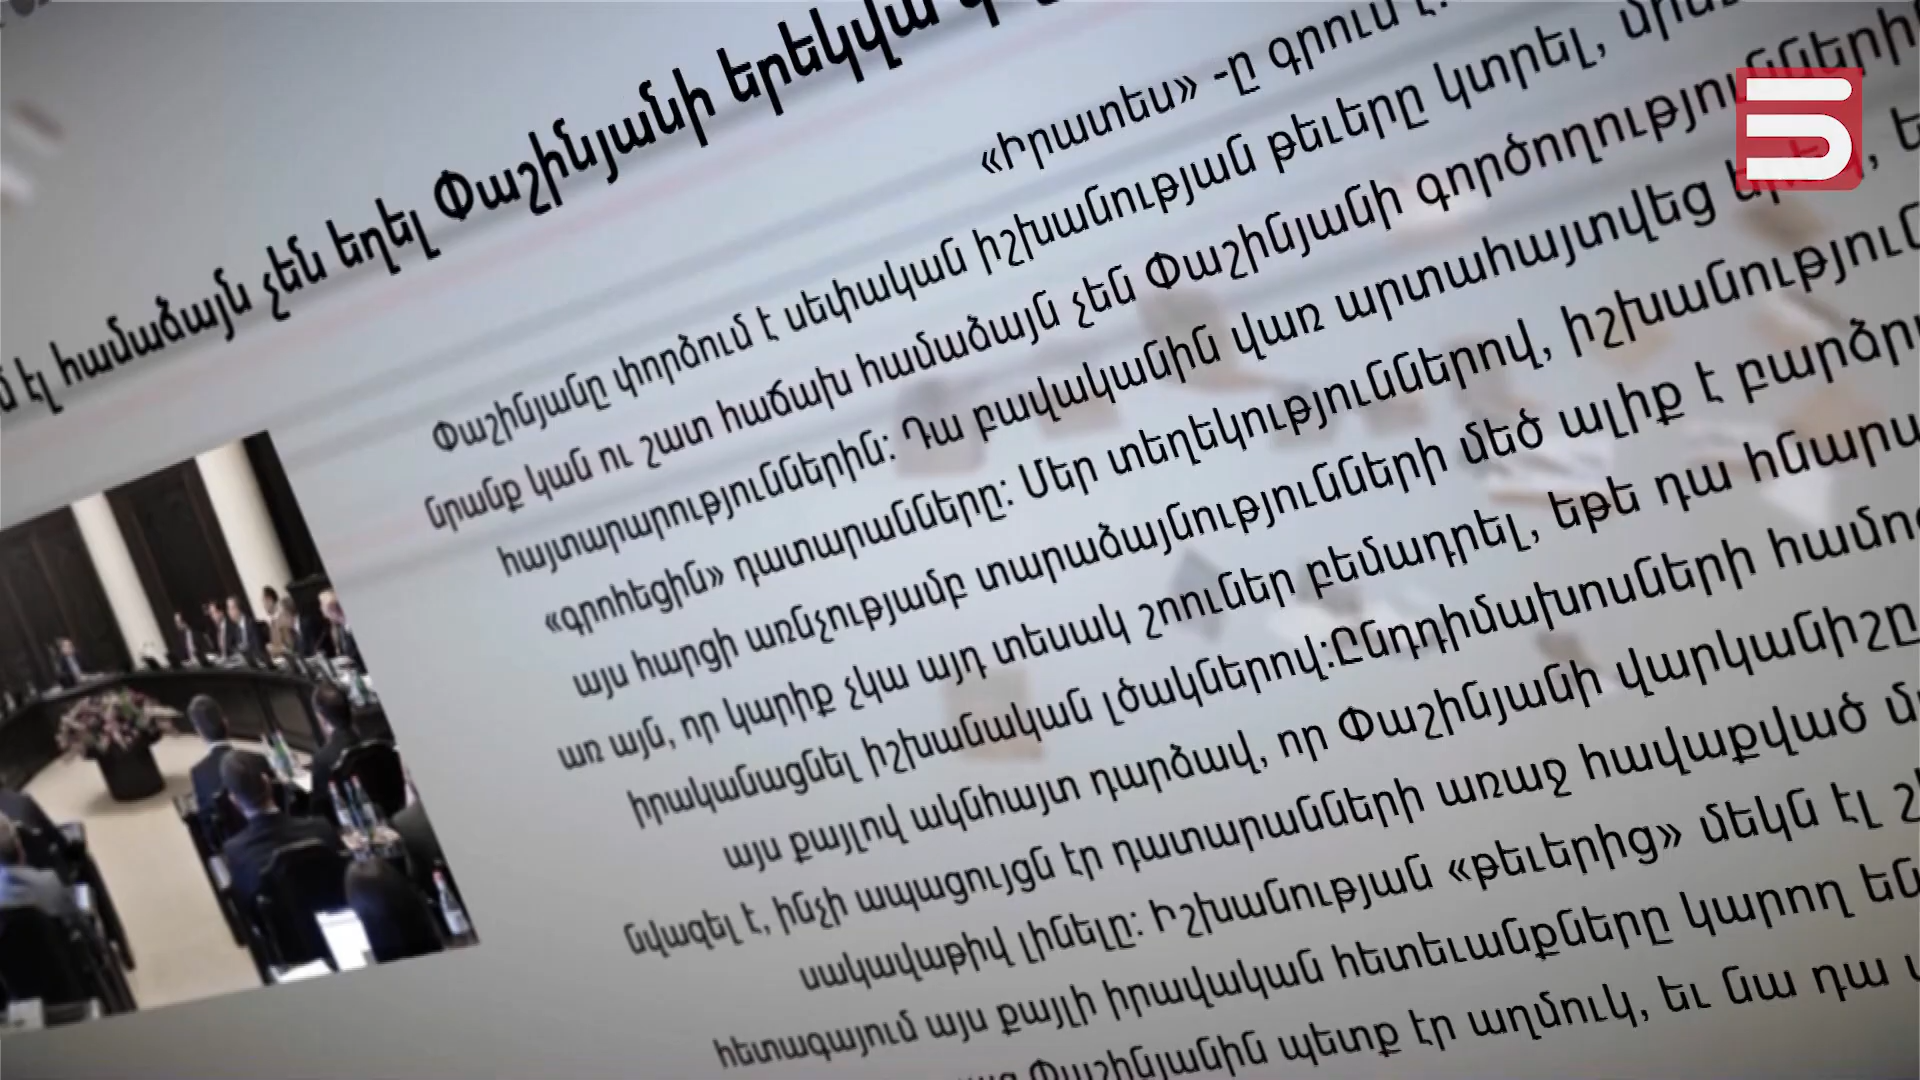 էլ համաձայն չեն եղել Փաշինյանի երեկվա
«Իրատես» -ը գրում է.
Փաշինյանը փորձում է սեփական իշխանության թեւերը կտրել,
նրանք կան ու շատ հաճախ համաձայն չեն Փաշինյանի գործողություններին
հայտարարություններին: Դա բավականին վառ արտահայտվեց երեկ,
«գրոհեցին» դատարանները: Մեր տեղեկություններով, իշխանություն
այս հարցի առնչությամբ տարաձայնությունների մեծ ալիք է
առ այն, որ կարիք չկա այդ տեսակ շոուներ բեմադրել, եթե դա
իրականացնել իշխանական լծակներով:Ընդդիմախոսների
այս քայլով ակնհայտ դարձավ, որ Փաշինյանի վարկանիշը
նվազել է, ինչի ապացույցն էր դատարանների առաջ հավաքված
սակավաթիվ լինելը: Իշխանության «թեւերից» մեկն էլ
հետագայում այս քայլի իրավական հետեւանքները կարող են
Փաշինյանին պետք էր աղմուկ, եւ նա դա